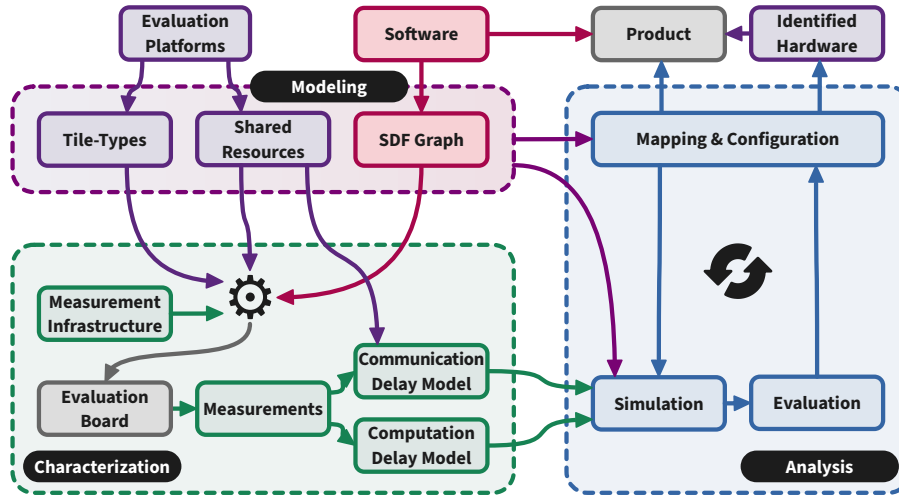 Evaluation
Platforms
Software
Product
Identified
Hardware
Modeling
Tile-Types
Shared
Resources
SDF Graph
Mapping & Configuration
Measurement
Infrastructure
Communication
Delay Model
Evaluation
Board
Measurements
Simulation
Evaluation
Computation
Delay Model
Characterization
Analysis